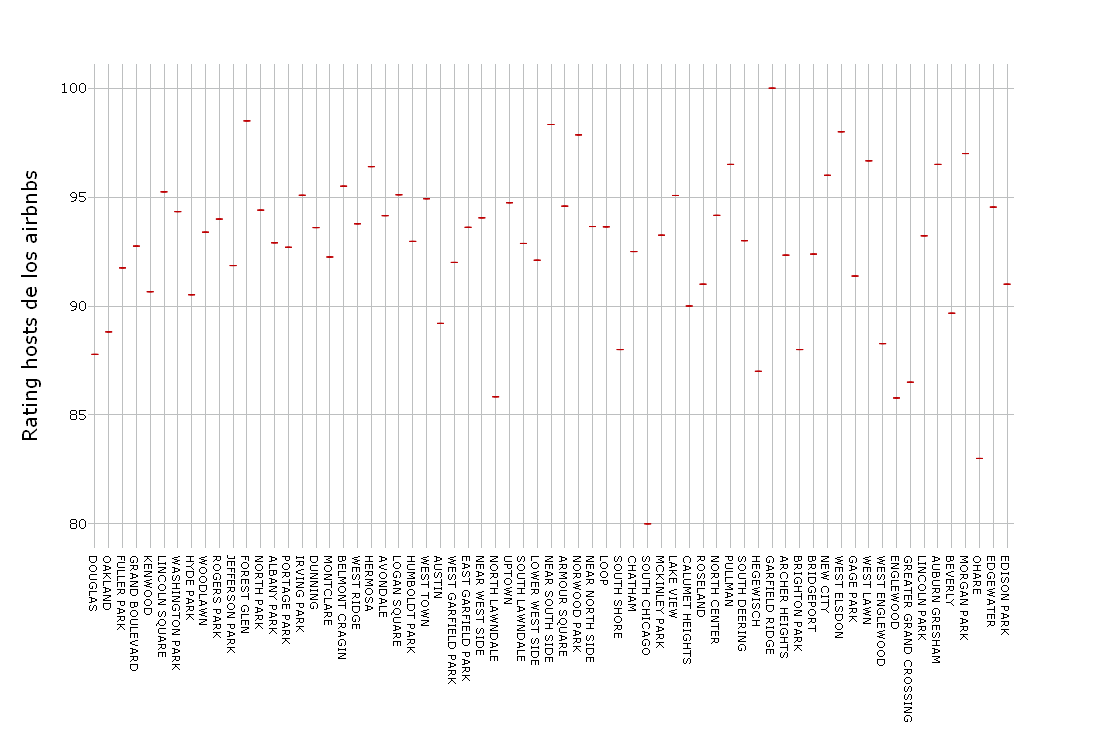 Rating hosts de los airbnbs
100
95
90
85
80
DOUGLAS
OAKLAND
FULLER PARK
GRAND BOULEVARD
KENWOOD
LINCOLN SQUARE
WASHINGTON PARK
HYDE PARK
WOODLAWN
ROGERS PARK
JEFFERSON PARK
FOREST GLEN
NORTH PARK
ALBANY PARK
PORTAGE PARK
IRVING PARK
DUNNING
MONTCLARE
BELMONT CRAGIN
WEST RIDGE
HERMOSA
AVONDALE
LOGAN SQUARE
HUMBOLDT PARK
WEST TOWN
AUSTIN
WEST GARFIELD PARK
EAST GARFIELD PARK
NEAR WEST SIDE
NORTH LAWNDALE
UPTOWN
SOUTH LAWNDALE
LOWER WEST SIDE
NEAR SOUTH SIDE
ARMOUR SQUARE
NORWOOD PARK
NEAR NORTH SIDE
LOOP
SOUTH SHORE
CHATHAM
SOUTH CHICAGO
MCKINLEY PARK
LAKE VIEW
CALUMET HEIGHTS
ROSELAND
NORTH CENTER
PULLMAN
SOUTH DEERING
HEGEWISCH
GARFIELD RIDGE
ARCHER HEIGHTS
BRIGHTON PARK
BRIDGEPORT
NEW CITY
WEST ELSDON
GAGE PARK
WEST LAWN
WEST ENGLEWOOD
ENGLEWOOD
GREATER GRAND CROSSING
LINCOLN PARK
AUBURN GRESHAM
BEVERLY
MORGAN PARK
OHARE
EDGEWATER
EDISON PARK